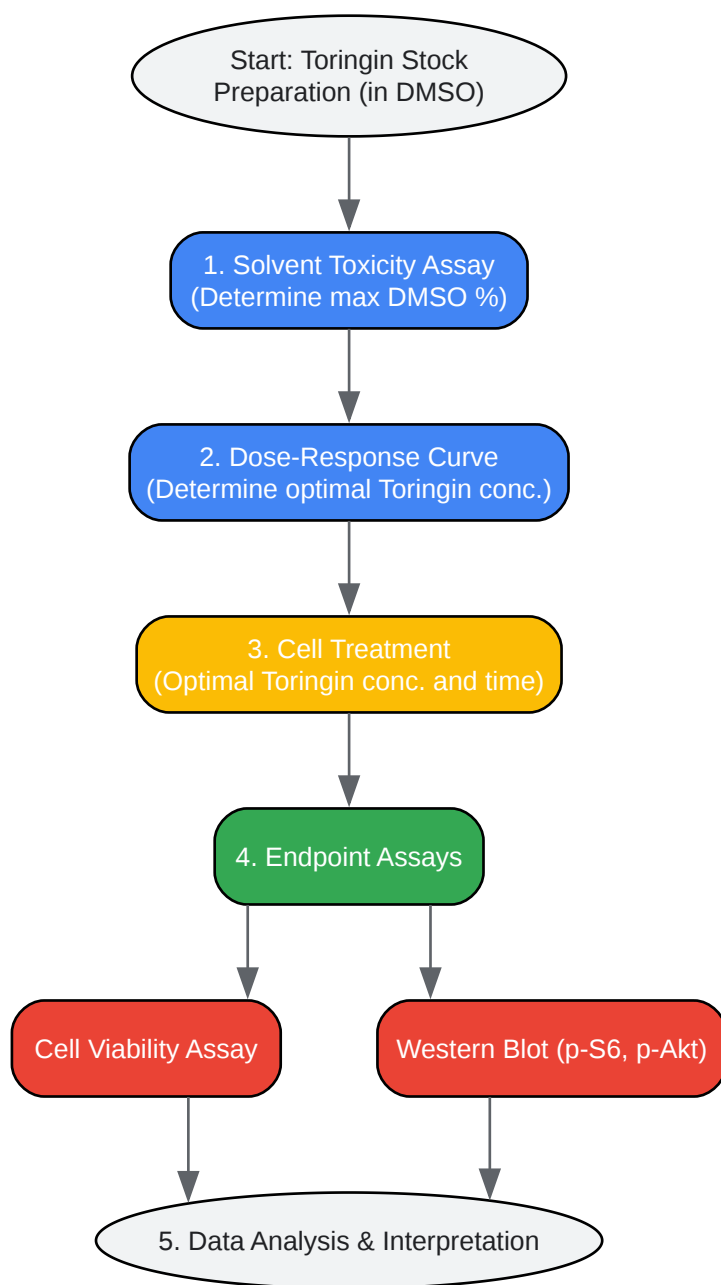 Start: Toringin Stock
Preparation (in DMSO)
1. Solvent Toxicity Assay
(Determine max DMSO %)
2. Dose-Response Curve
(Determine optimal Toringin conc.)
3. Cell Treatment
(Optimal Toringin conc. and time)
4. Endpoint Assays
Cell Viability Assay
Western Blot (p-S6, p-Akt)
5. Data Analysis & Interpretation